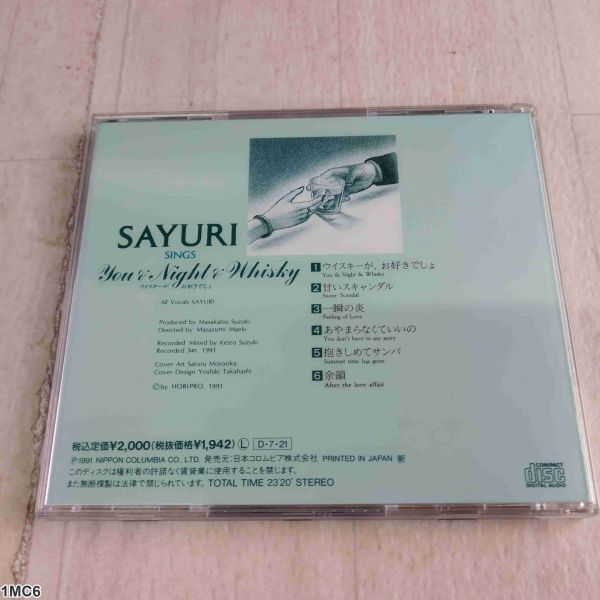 SAYURI
SINGS
You & Night & Whisky
ウイスキーが、お好きでしょ
All Vocals SAYURI
Produced by Masakatsu Suzuki
Directed by Masazumi Maeki
Recorded Mixed by Keizo Suzuki
Recorded Jun, 1991
Cover Art Saturu Morooka
Cover Design Yoshiki Takahashi
©by HORIPRO, 1991
1 ウイスキーが、お好きでしょ
You & Night & Whisky
2 甘いスキャンダル
Sweet Scandal
3 一瞬の炎
Feeling of Love
4 あやまらなくていいの
You don't have to say sorry
5 抱きしめてサンバ
Summer time has gone
6 余韻
After the love affair
税込定価¥2,000(税抜価格¥1,942) Ⓛ D・7・21
Ⓟ1991 NIPPON COLUMBIA CO., LTD. 発売元:日本コロムビア株式会社 PRINTED IN JAPAN
このディスクは権利者の許諾なく賃貸業に使用することを禁じます。
また無断複製は法律で禁じられています。 TOTAL TIME 23'20" STEREO
COMPACT
disc
DIGITAL AUDIO
1MC6